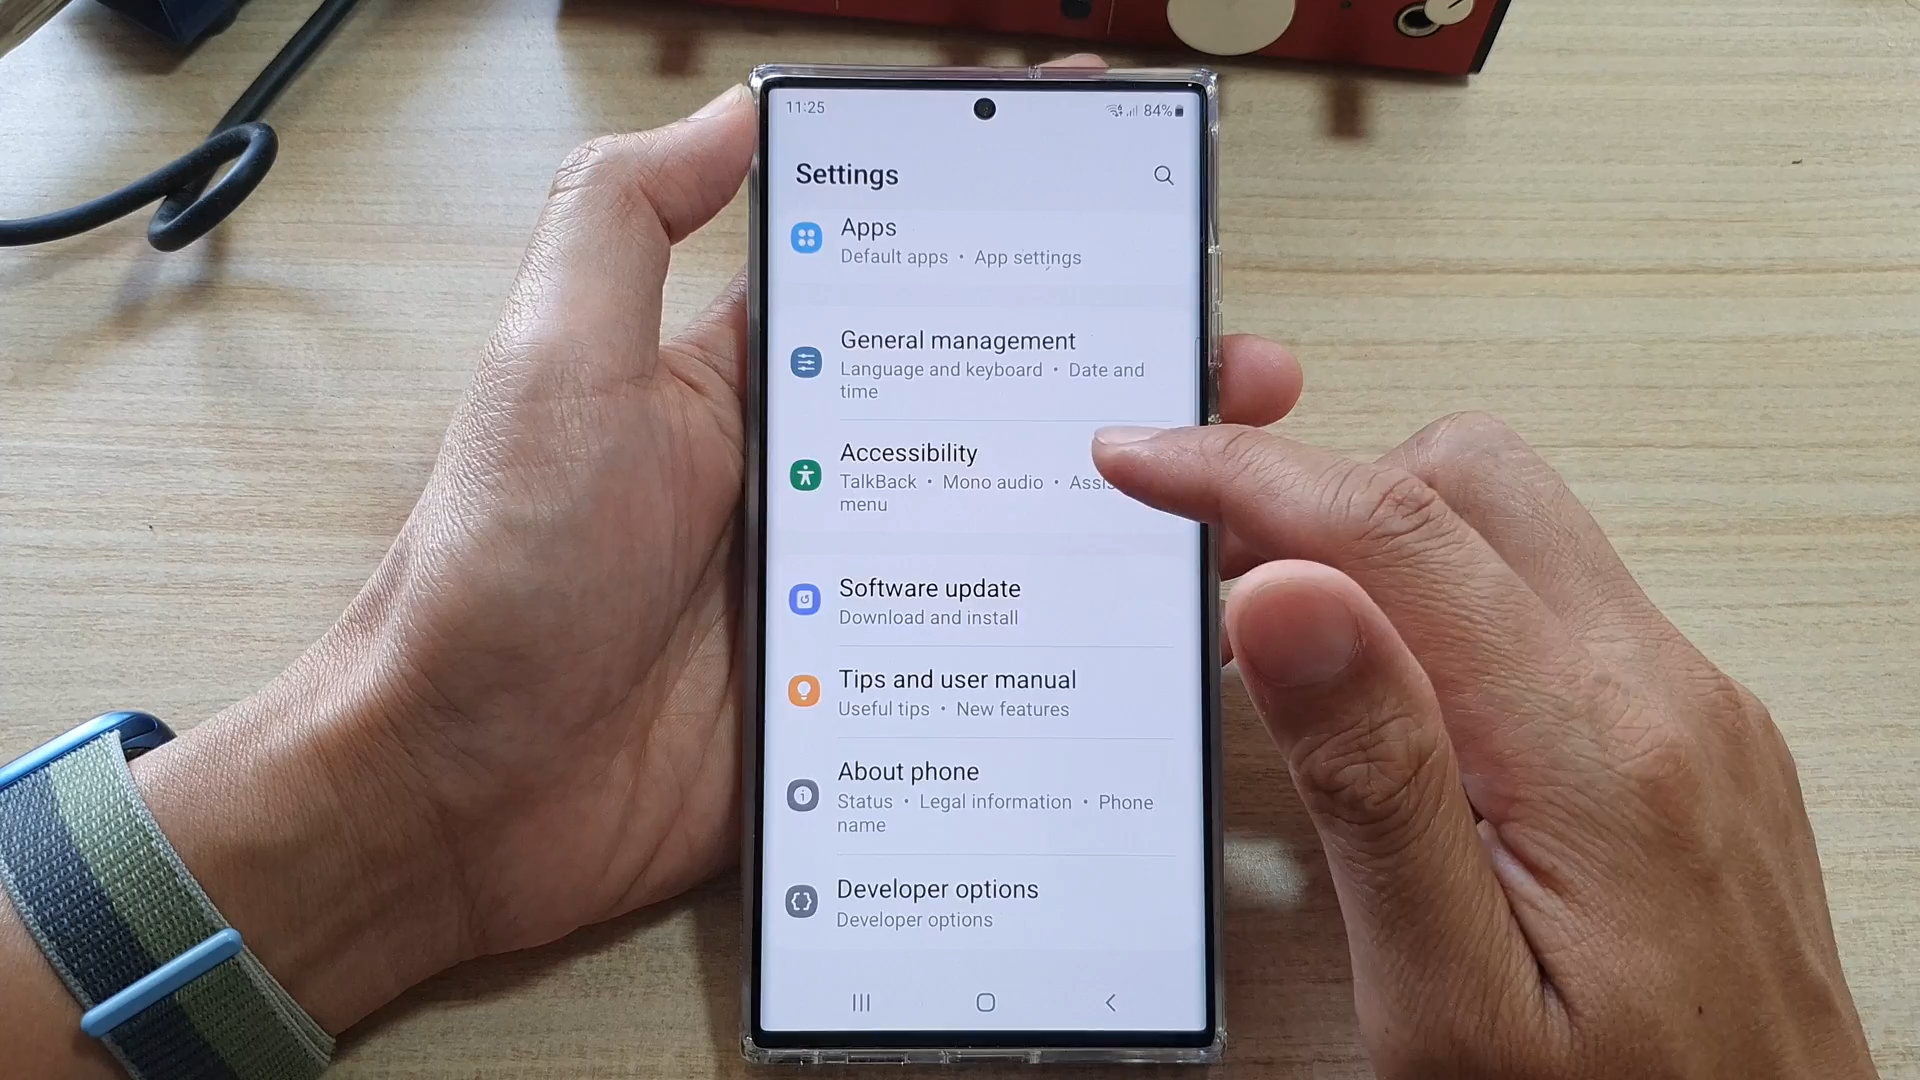 11:25
84%
Settings
Apps
Default apps • App settings
General management
Language and keyboard • Date and
time
Accessibility
TalkBack • Mono audio •
menu
Software update
Download and install
Tips and user manual
Useful tips • New features
About phone
Status • Legal information • Phone
name
Developer options
Developer options